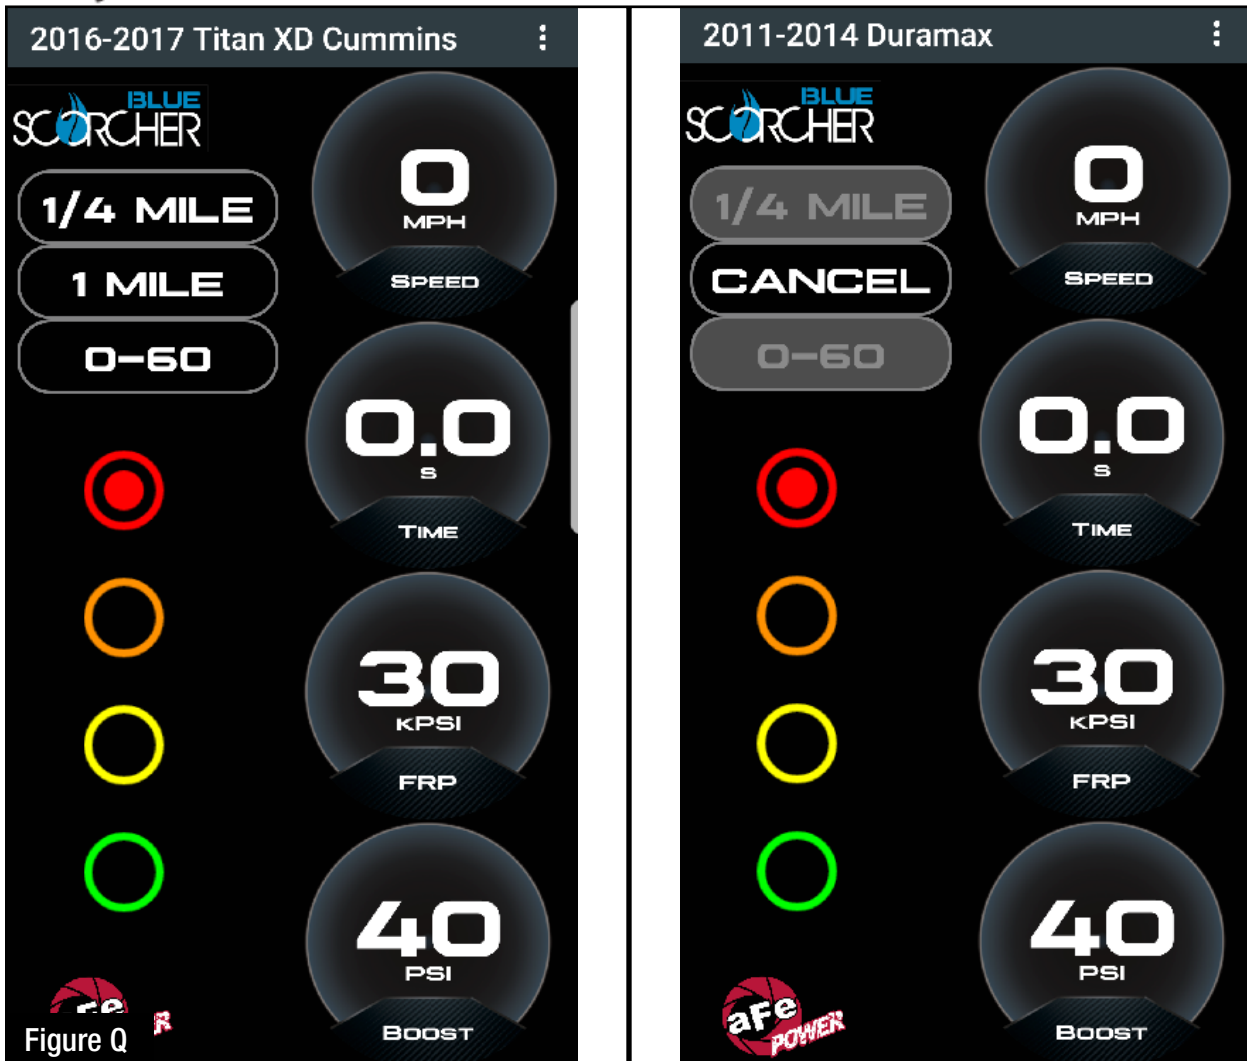 2016-2017 Titan XD Cummins
BLUE
SCORCHER
1/4 MILE
1 MILE
0-60
0
MPH
SPEED
0.0
S
TIME
30
KPSI
FRP
40
PSI
BOOST
Figure Q
2011-2014 Duramax
BLUE
SCORCHER
1/4 MILE
CANCEL
0-60
0
MPH
SPEED
0.0
S
TIME
30
KPSI
FRP
40
PSI
BOOST
aFe
POWER